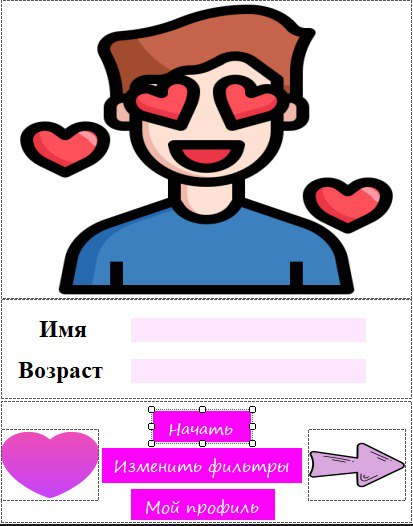 Имя
Возраст
Начать
Изменить фильтры
Мой профиль